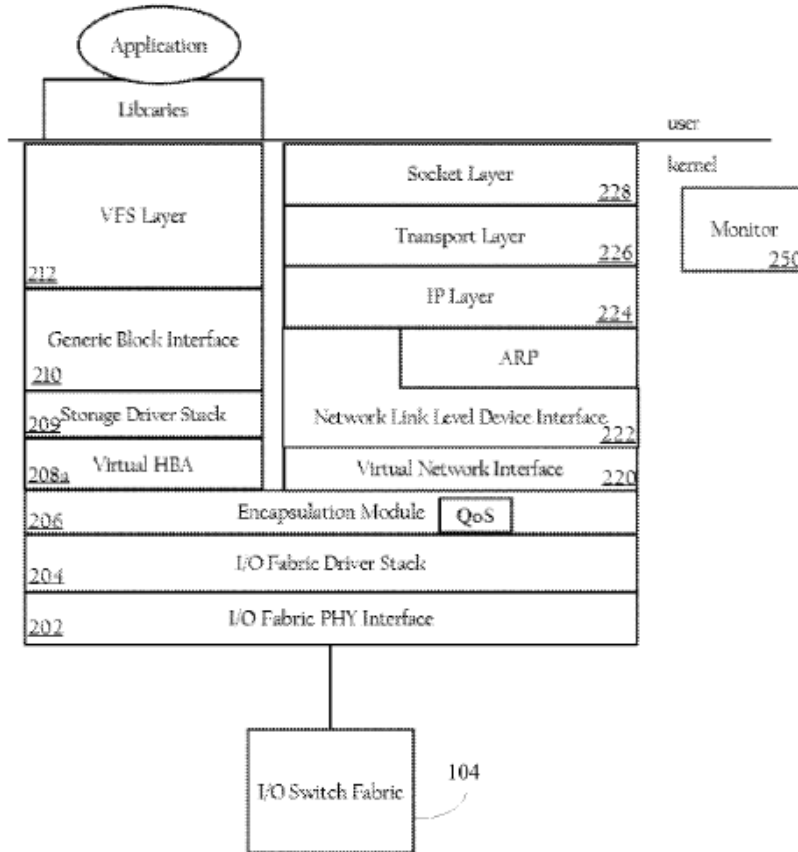 Application
Libraries
user
kernel
VFS Layer
212
Generic Block Interface
210
Storage Driver Stack
209
Virtual HBA
208a
Socket Layer
228
Transport Layer
226
IP Layer
224
ARP
Network Link Level Device Interface
222
Virtual Network Interface
220
Monitor
250
Encapsulation Module
QoS
206
I/O Fabric Driver Stack
204
I/O Fabric PHY Interface
202
I/O Switch Fabric
104